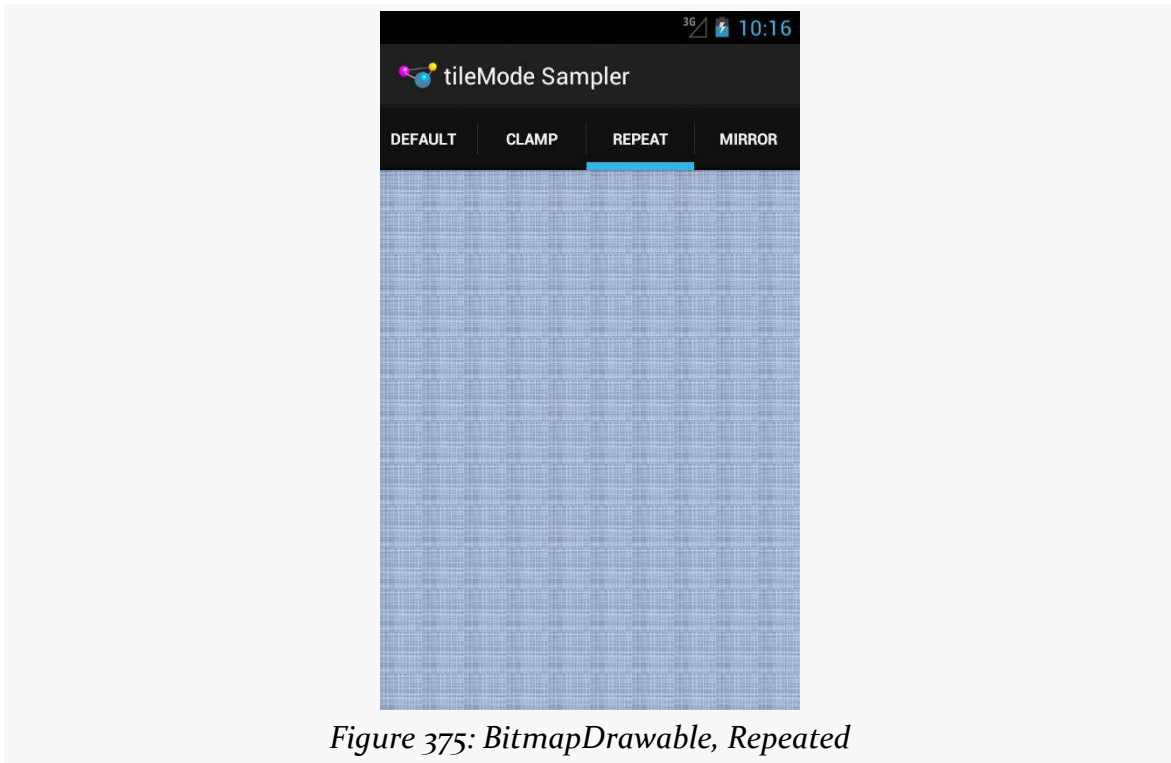 3G 10:16
tileMode Sampler
DEFAULT CLAMP REPEAT MIRROR
Figure 375: BitmapDrawable, Repeated